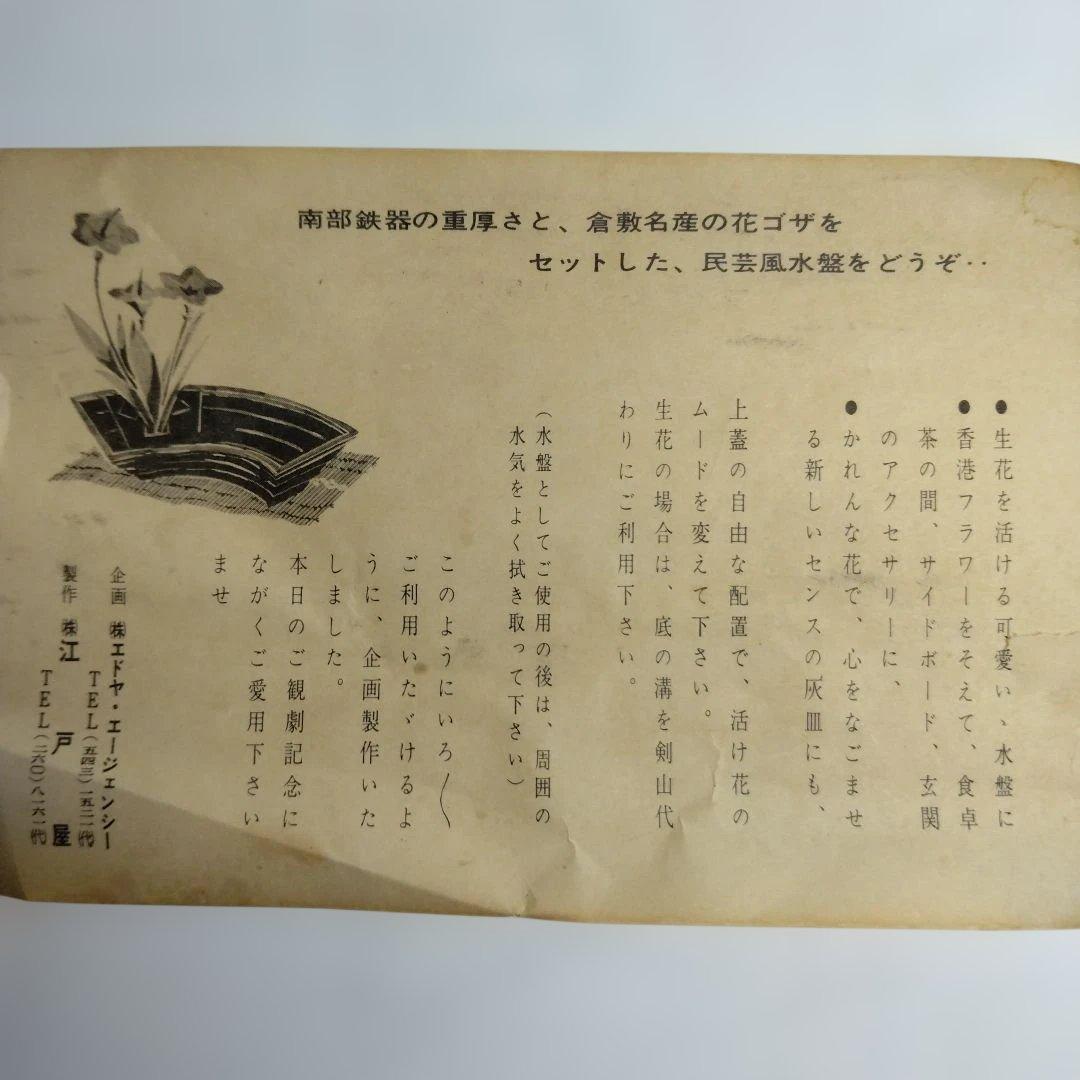 南部鉄器の重厚さと、倉敷名産の花ゴザを
セットした、民芸風水盤をどうぞ‥
●生花を活ける可愛い、水盤に
●香港フラワーをそえて、食卓
茶の間、サイドボード、玄関
のアクセサリーに、
●かれんな花で、心をなごませ
る新しいセンスの灰皿にも、
上蓋の自由な配置で、活け花の
ムードを変えて下さい。
生花の場合は、底の溝を剣山代
わりにご利用下さい。
(水盤としてご使用の後は、周囲の
水気をよく拭き取って下さい)
このようにいろ〱
ご利用いたゞけるよ
うに、企画製作いた
しました。
本日のご観劇記念に
ながくご愛用下さい
ませ
企画 ㈱エドヤ・エージェンシー
TEL(五四三)一五二一㈹
製作 ㈱江戸屋
TEL(二六〇)八一六一㈹